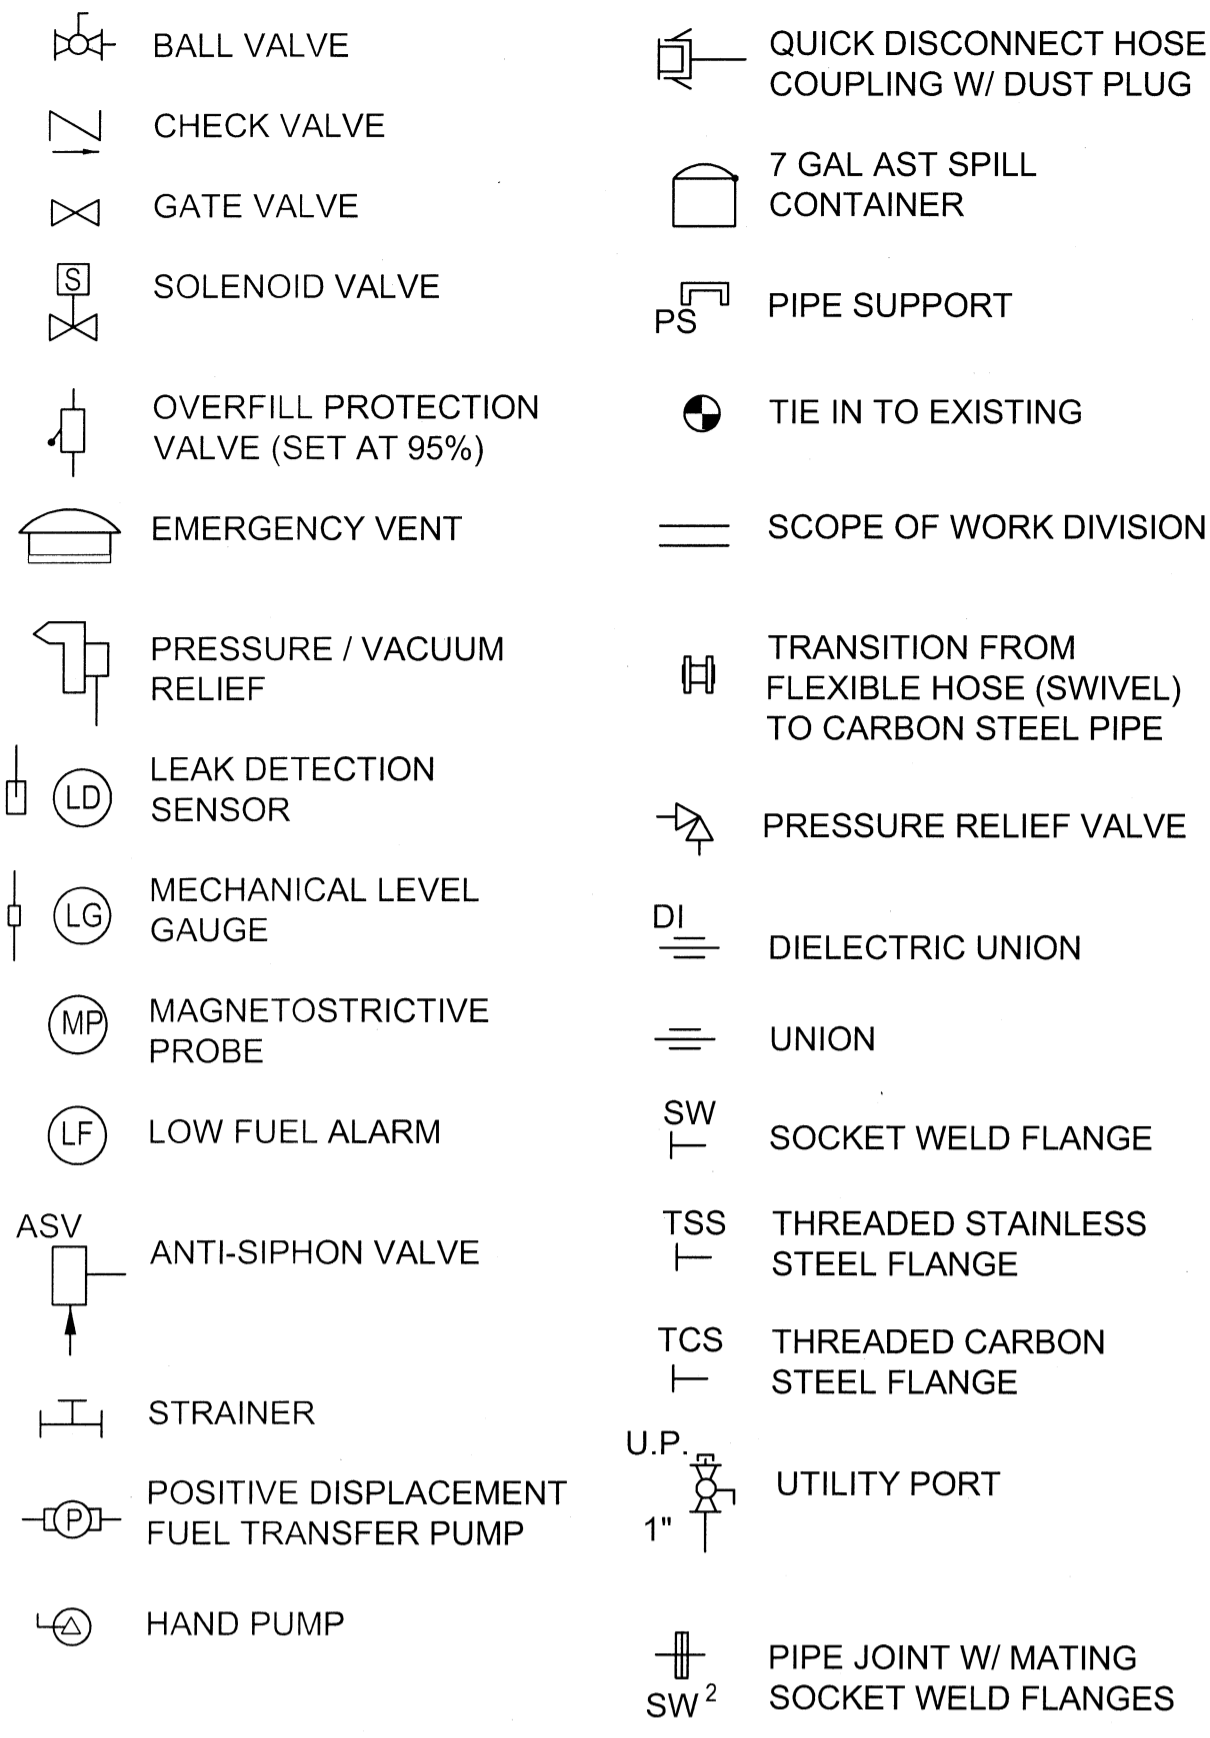 BALL VALVE
CHECK VALVE
GATE VALVE
S
SOLENOID VALVE
OVERFILL PROTECTION
VALVE (SET AT 95%)
EMERGENCY VENT
PRESSURE / VACUUM
RELIEF
LD
LEAK DETECTION
SENSOR
LG
MECHANICAL LEVEL
GAUGE
MP
MAGNETOSTRICTIVE
PROBE
LF
LOW FUEL ALARM
ASV
ANTI-SIPHON VALVE
STRAINER
P
POSITIVE DISPLACEMENT
FUEL TRANSFER PUMP
HAND PUMP
QUICK DISCONNECT HOSE
COUPLING W/ DUST PLUG
7 GAL AST SPILL
CONTAINER
PS
PIPE SUPPORT
TIE IN TO EXISTING
SCOPE OF WORK DIVISION
TRANSITION FROM
FLEXIBLE HOSE (SWIVEL)
TO CARBON STEEL PIPE
PRESSURE RELIEF VALVE
DI
DIELECTRIC UNION
UNION
SW
SOCKET WELD FLANGE
TSS
THREADED STAINLESS
STEEL FLANGE
TCS
THREADED CARBON
STEEL FLANGE
U.P.
1"
UTILITY PORT
SW²
PIPE JOINT W/ MATING
SOCKET WELD FLANGES